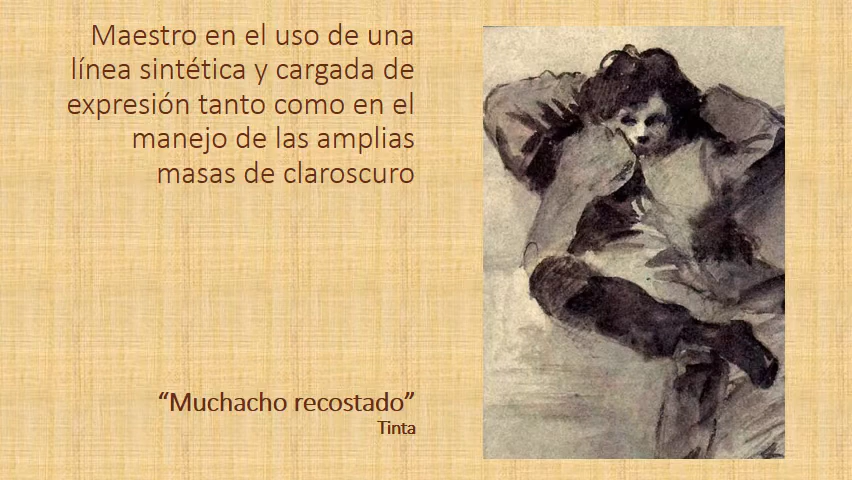 Maestro en el uso de una
línea sintética y cargada de
expresión tanto como en el
manejo de las amplias
masas de claroscuro
“Muchacho recostado”
Tinta